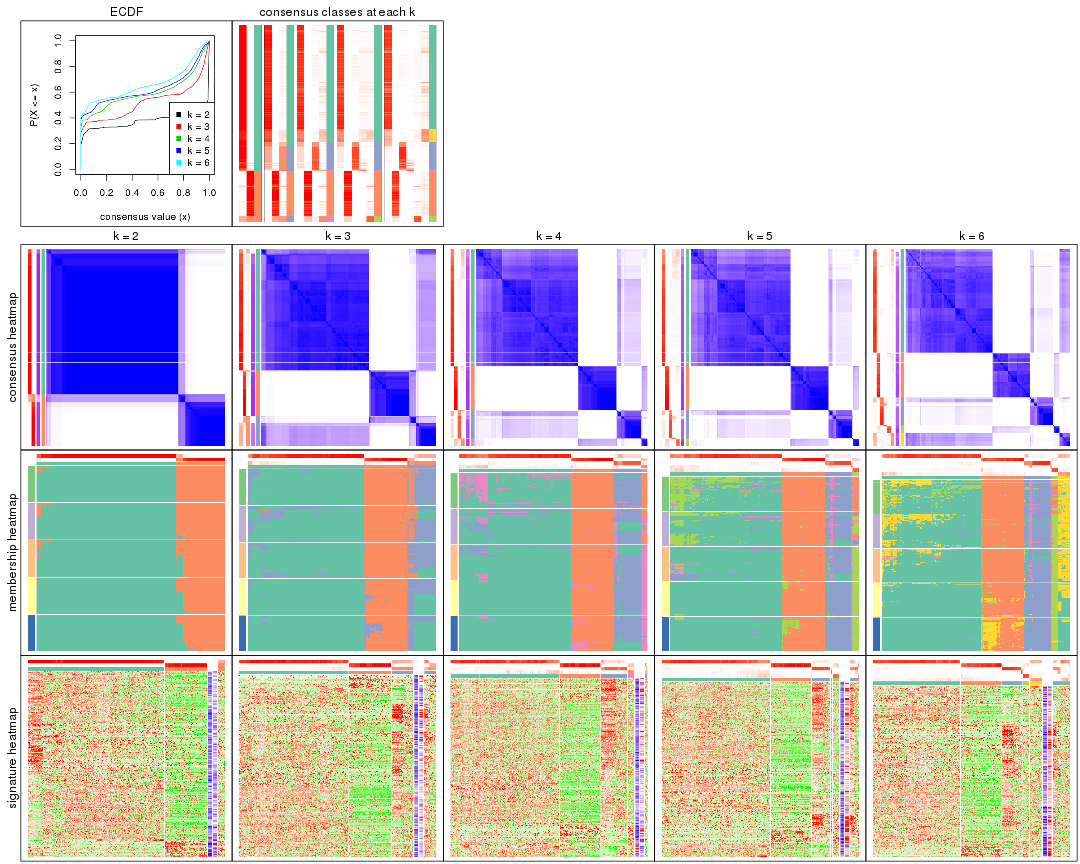 ECDF
consensus classes at each k
P(X <= x)
0.0 0.2 0.4 0.6 0.8 1.0
k = 2
k = 3
k = 4
k = 5
k = 6
0.0 0.2 0.4 0.6 0.8 1.0
consensus value (x)
k = 2
k = 3
k = 4
k = 5
k = 6
consensus heatmap
membership heatmap
signature heatmap